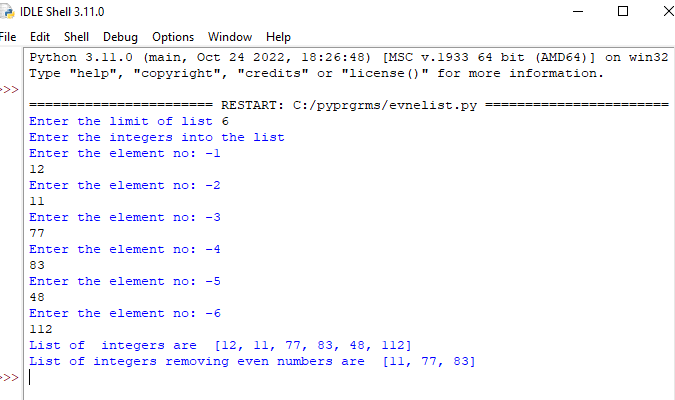 IDLE Shell 3.11.0
File Edit Shell Debug Options Window Help
Python 3.11.0 (main, Oct 24 2022, 18:26:48) [MSC v.1933 64 bit (AMD64)] on win32
Type "help", "copyright", "credits" or "license()" for more information.
>>>
======================= RESTART: C:/pyprgrms/evnelist.py =======================
Enter the limit of list 6
Enter the integers into the list
Enter the element no: -1
12
Enter the element no: -2
11
Enter the element no: -3
77
Enter the element no: -4
83
Enter the element no: -5
48
Enter the element no: -6
112
List of  integers are  [12, 11, 77, 83, 48, 112]
List of integers removing even numbers are  [11, 77, 83]
>>>